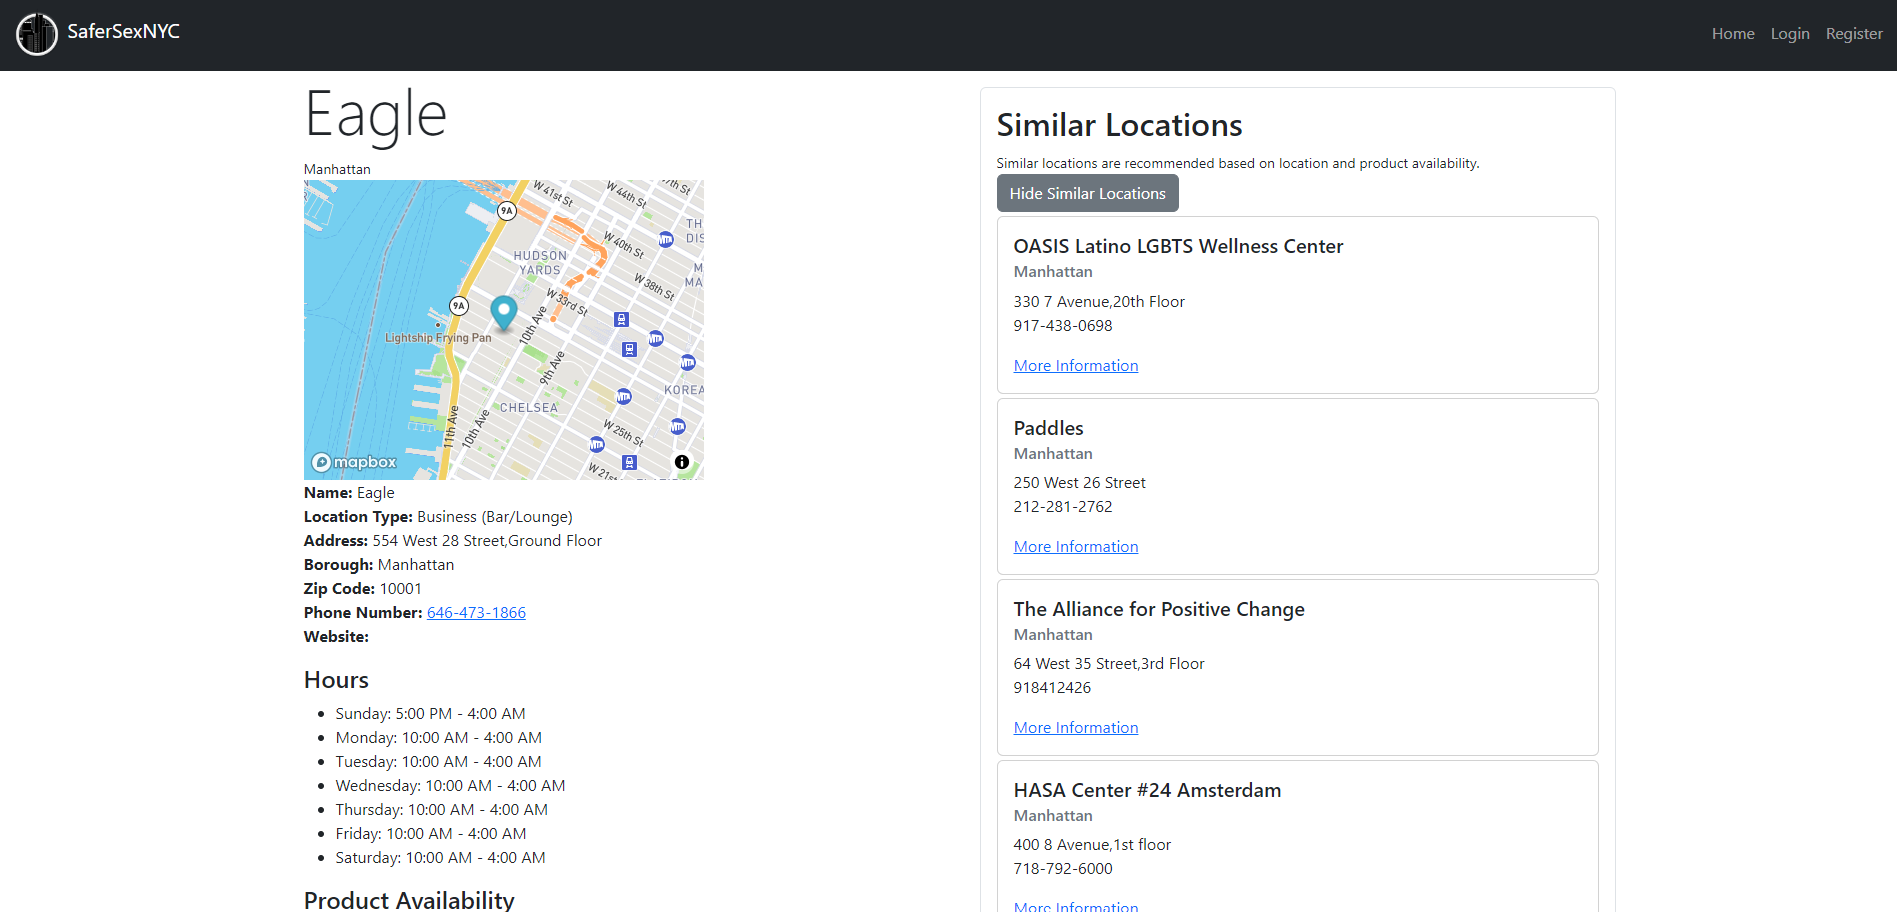 SaferSexNYC
Home Login Register
Eagle
Manhattan
9A
W 41st St
W 44th St
W 40th St
HUDSON
YARDS
W 38th St
9A
W 33rd St
10th Ave
Lightship Frying Pan
9th Ave
KOREA
CHELSEA
11th Ave
10th Ave
W 25th St
W 21st
mapbox
Name: Eagle
Location Type: Business (Bar/Lounge)
Address: 554 West 28 Street,Ground Floor
Borough: Manhattan
Zip Code: 10001
Phone Number: 646-473-1866
Website:
Hours
Sunday: 5:00 PM - 4:00 AM
Monday: 10:00 AM - 4:00 AM
Tuesday: 10:00 AM - 4:00 AM
Wednesday: 10:00 AM - 4:00 AM
Thursday: 10:00 AM - 4:00 AM
Friday: 10:00 AM - 4:00 AM
Saturday: 10:00 AM - 4:00 AM
Product Availability
Similar Locations
Similar locations are recommended based on location and product availability.
Hide Similar Locations
OASIS Latino LGBTS Wellness Center
Manhattan
330 7 Avenue,20th Floor
917-438-0698
More Information
Paddles
Manhattan
250 West 26 Street
212-281-2762
More Information
The Alliance for Positive Change
Manhattan
64 West 35 Street,3rd Floor
918412426
More Information
HASA Center #24 Amsterdam
Manhattan
400 8 Avenue,1st floor
718-792-6000
More Information